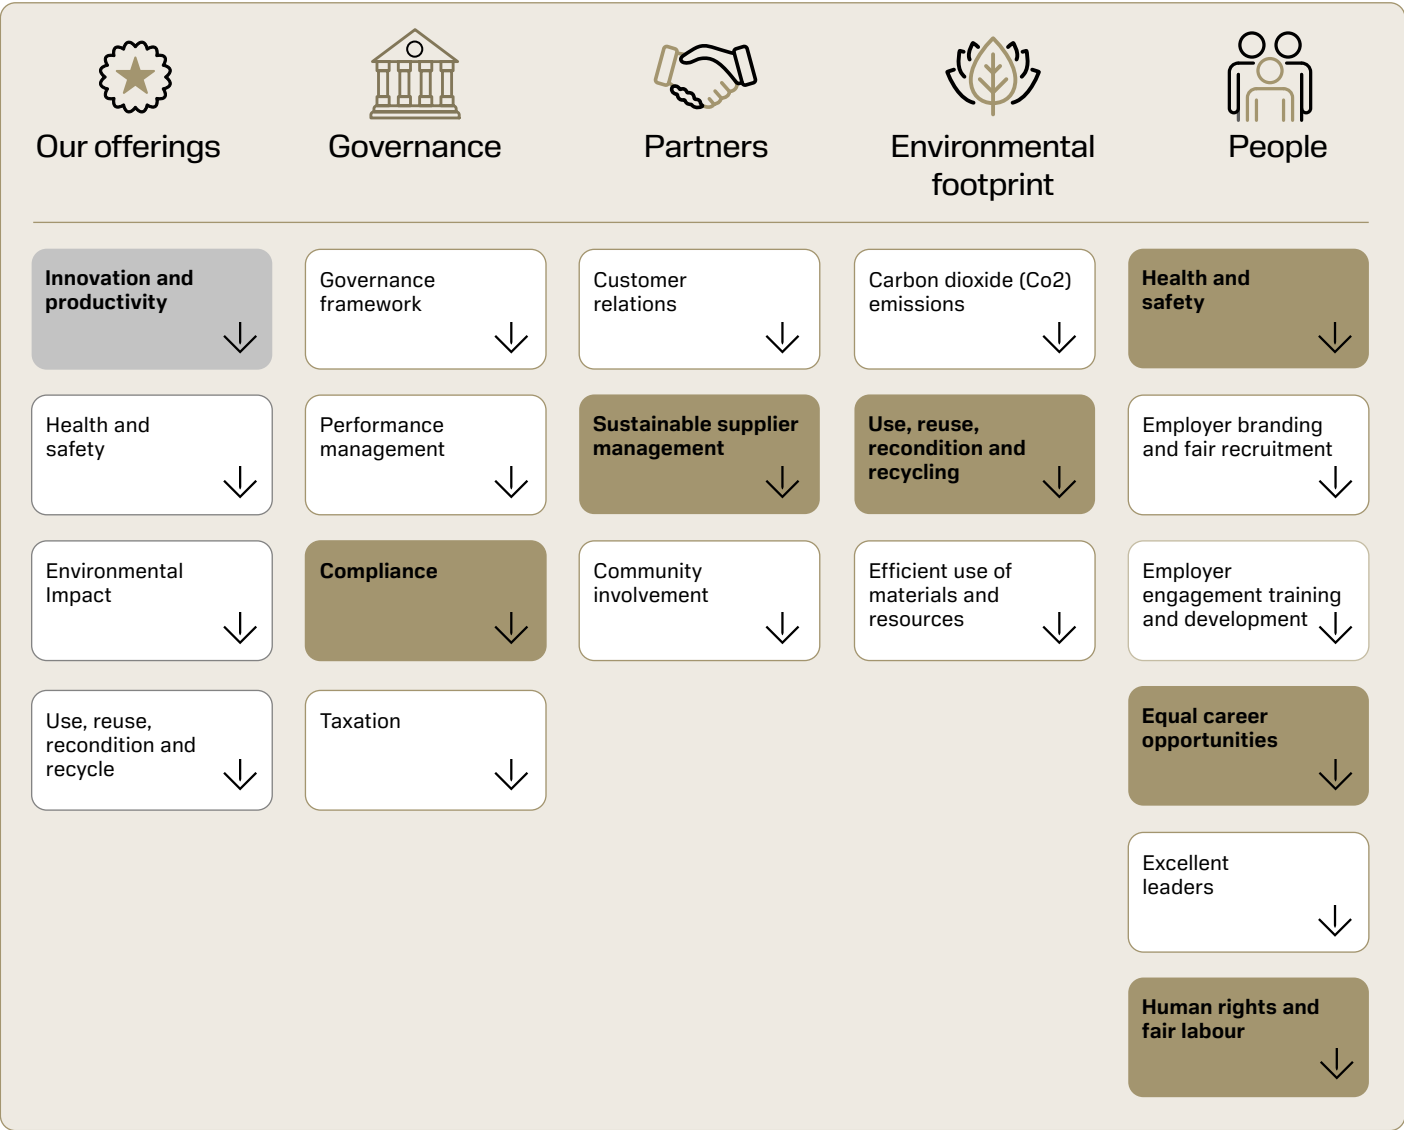 Our offerings
Governance
Partners
Environmental
footprint
People
Innovation and
productivity
Health and
safety
Environmental
Impact
Use, reuse,
recondition and
recycle
Governance
framework
Performance
management
Compliance
Taxation
Customer
relations
Sustainable supplier
management
Community
involvement
Carbon dioxide (Co2)
emissions
Use, reuse,
recondition and
recycling
Efficient use of
materials and
resources
Health and
safety
Employer branding
and fair recruitment
Employer
engagement training
and development
Equal career
opportunities
Excellent
leaders
Human rights and
fair labour